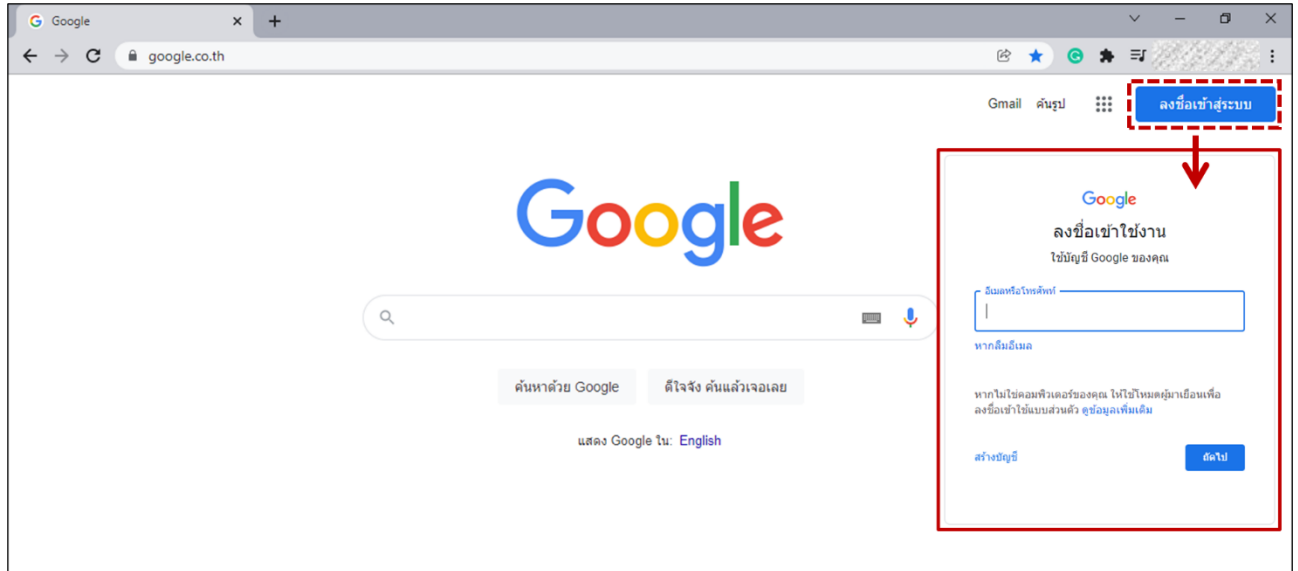 Google
google.co.th
Gmail ค้นรูป
ลงชื่อเข้าสู่ระบบ
Google
ค้นหาด้วย Google
ดีใจจัง ค้นแล้วเจอเลย
แสดง Google ใน: English
Google
ลงชื่อเข้าใช้งาน
ใช้บัญชี Google ของคุณ
อีเมลหรือโทรศัพท์
หากลืมอีเมล
หากไม่ใช่คอมพิวเตอร์ของคุณ ให้ใช้โหมดผู้มาเยือนเพื่อ
ลงชื่อเข้าใช้แบบส่วนตัว ดูข้อมูลเพิ่มเติม
สร้างบัญชี
ถัดไป